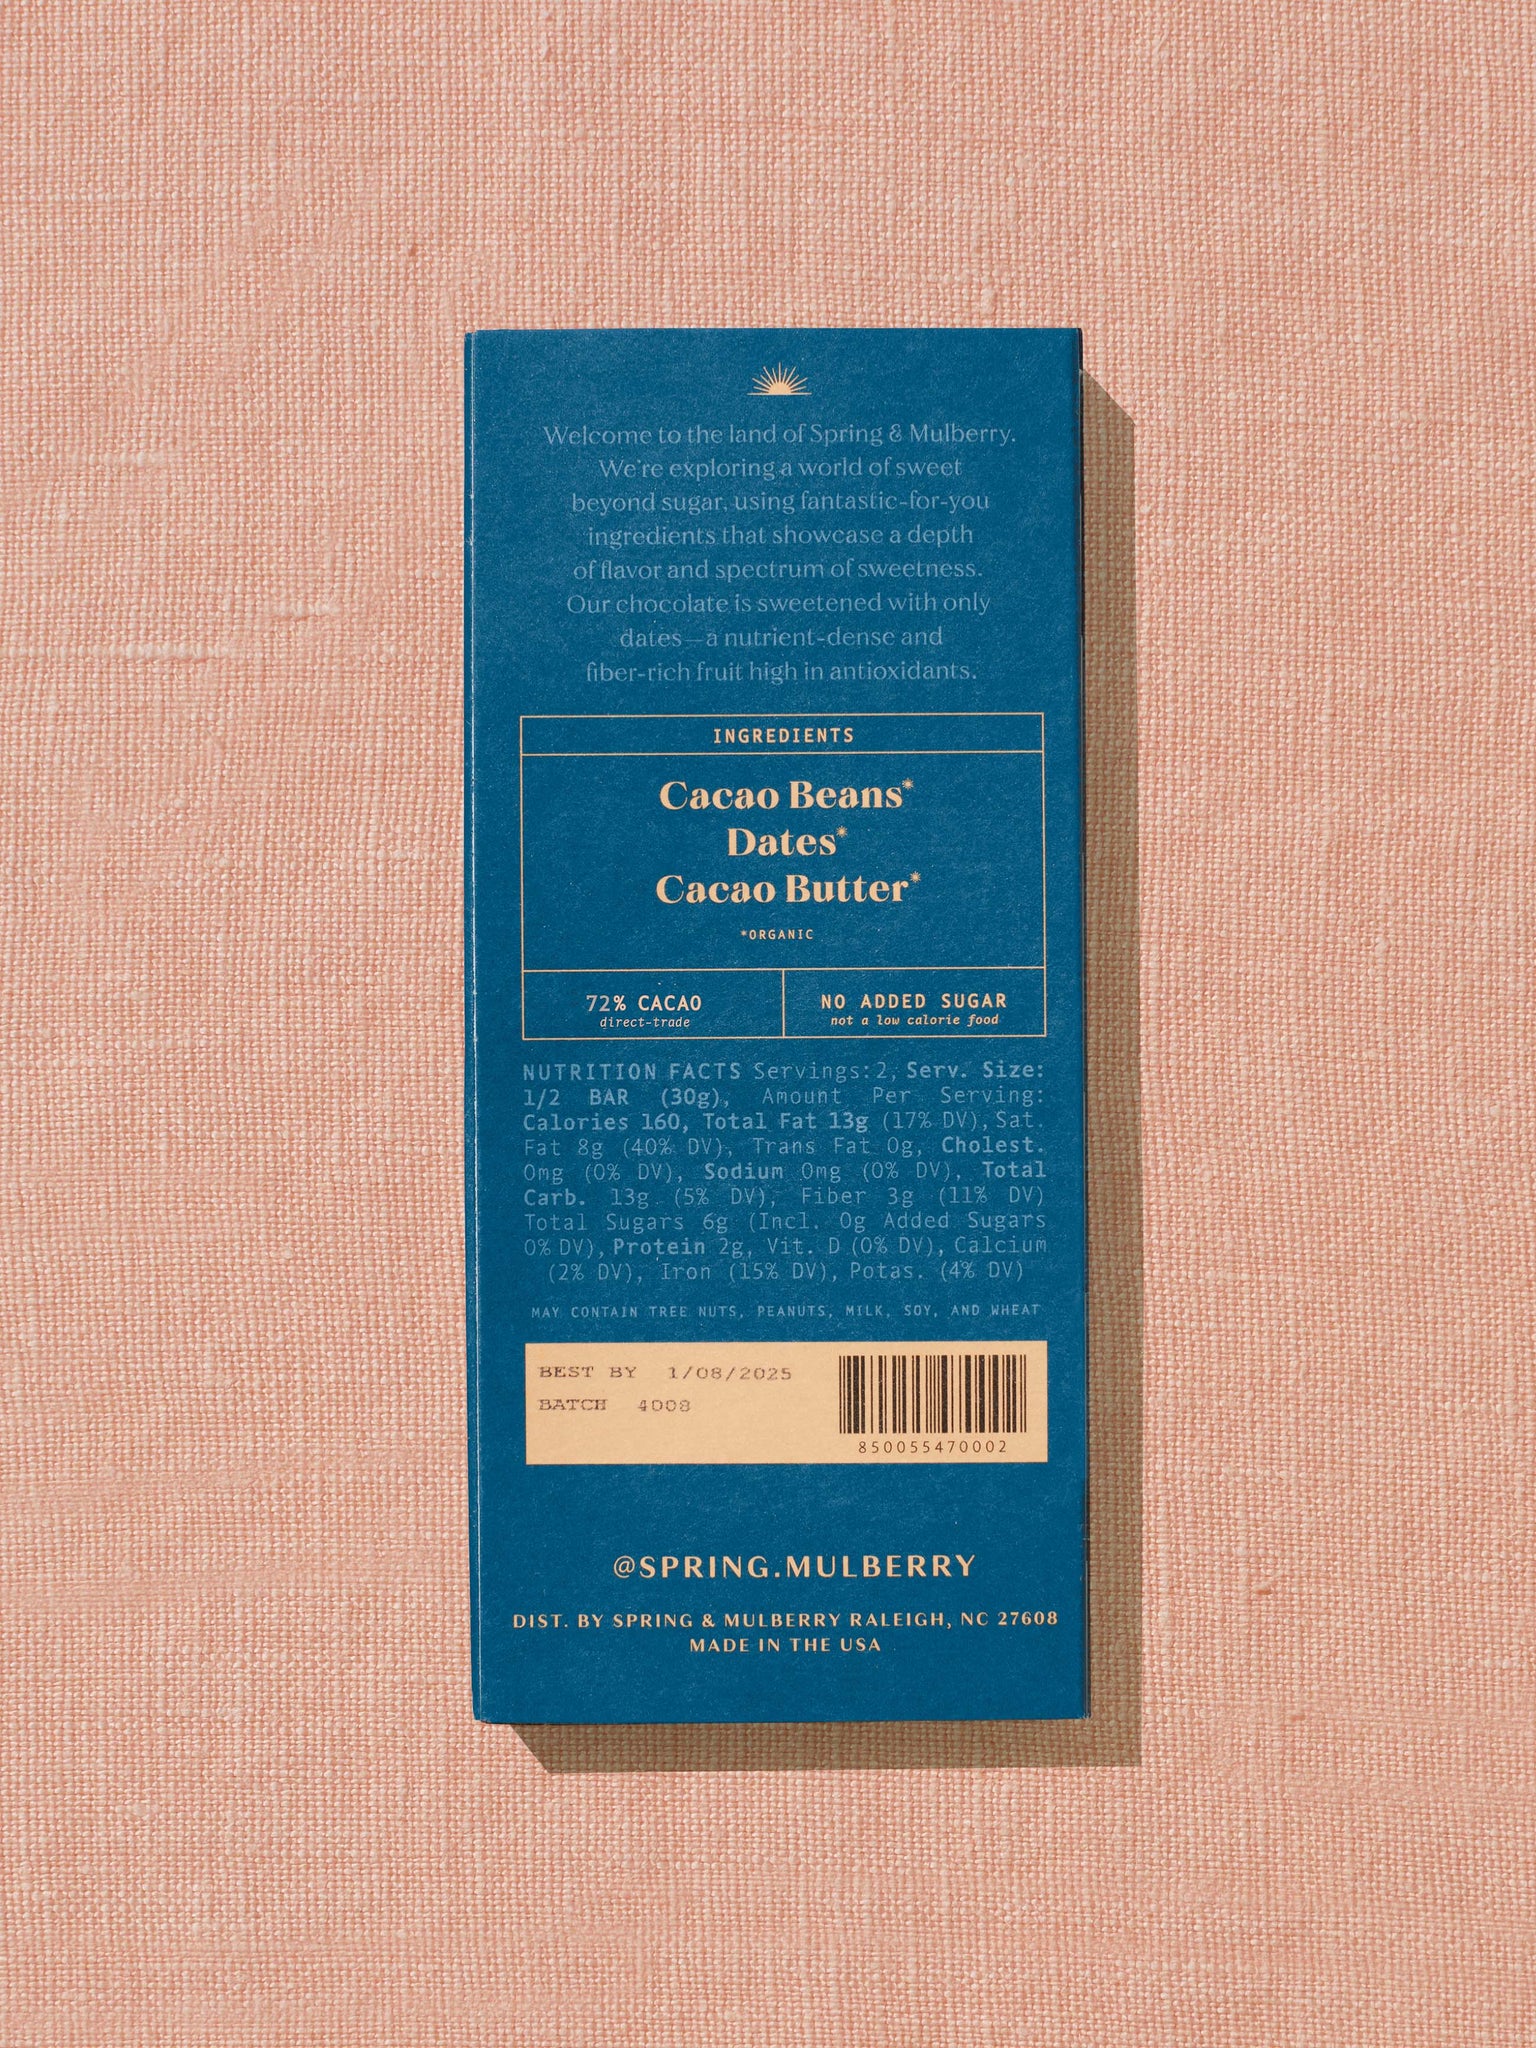 Welcome to the land of Spring & Mulberry.
We're exploring a world of sweet
beyond sugar, using fantastic-for-you
ingredients that showcase a depth
of flavor and spectrum of sweetness.
Our chocolate is sweetened with only
dates—a nutrient-dense and
fiber-rich fruit high in antioxidants.
INGREDIENTS
Cacao Beans*
Dates*
Cacao Butter*
*ORGANIC
72% CACAO
direct-trade
NO ADDED SUGAR
not a low calorie food
NUTRITION FACTS Servings: 2, Serv. Size:
1/2 BAR (30g), Amount Per Serving:
Calories 160, Total Fat 13g (17% DV), Sat.
Fat 8g (40% DV), Trans Fat 0g, Cholest.
0mg (0% DV), Sodium 0mg (0% DV), Total
Carb. 13g (5% DV), Fiber 3g (11% DV)
Total Sugars 6g (Incl. 0g Added Sugars
0% DV), Protein 2g, Vit. D (0% DV), Calcium
(2% DV), Iron (15% DV), Potas. (4% DV)
MAY CONTAIN TREE NUTS, PEANUTS, MILK, SOY, AND WHEAT
BEST BY 1/08/2025
BATCH 4008
850055470002
@SPRING.MULBERRY
DIST. BY SPRING & MULBERRY RALEIGH, NC 27608
MADE IN THE USA